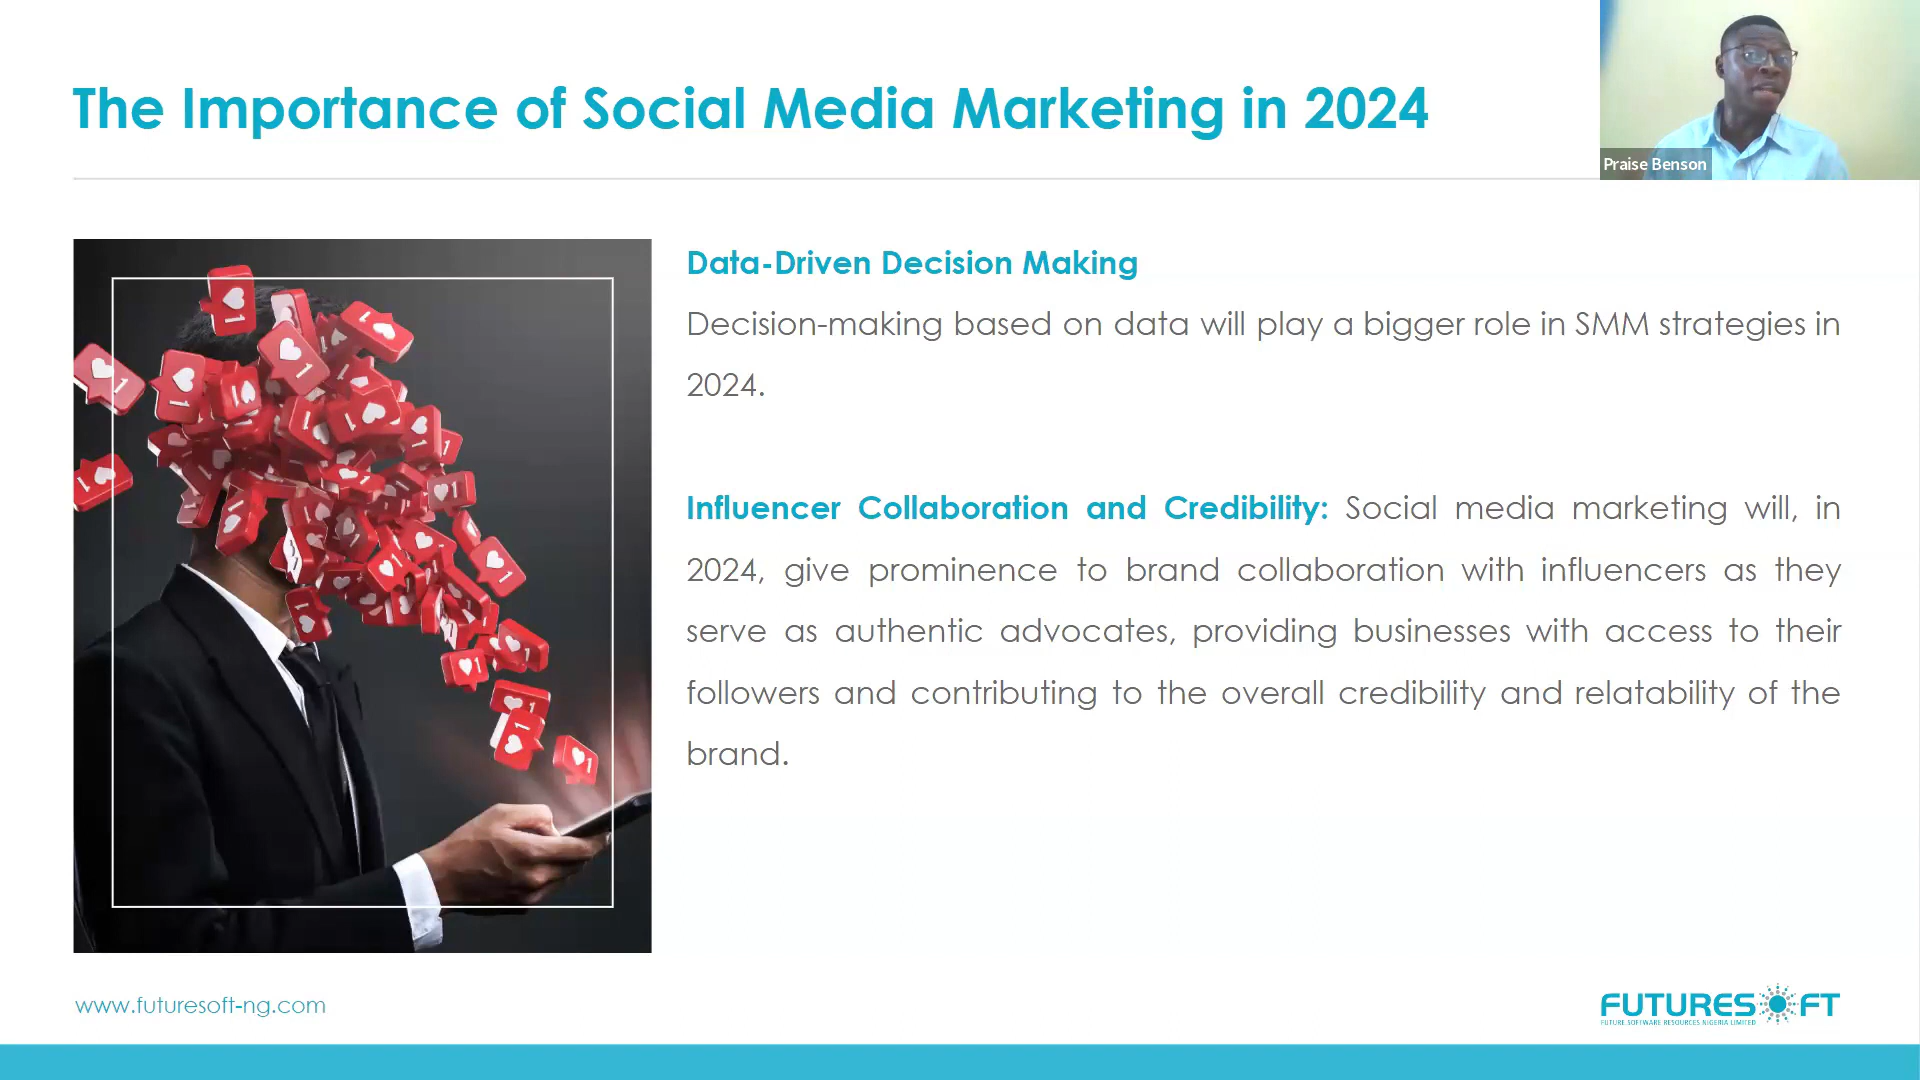 The Importance of Social Media Marketing in 2024
Praise Benson
Data-Driven Decision Making
Decision-making based on data will play a bigger role in SMM strategies in
2024.
Influencer Collaboration and Credibility: Social media marketing will, in
2024, give prominence to brand collaboration with influencers as they
serve as authentic advocates, providing businesses with access to their
followers and contributing to the overall credibility and relatability of the
brand.
www.futuresoft-ng.com
FUTURESOFT
FUTURE SOFTWARE RESOURCES NIGERIA LIMITED